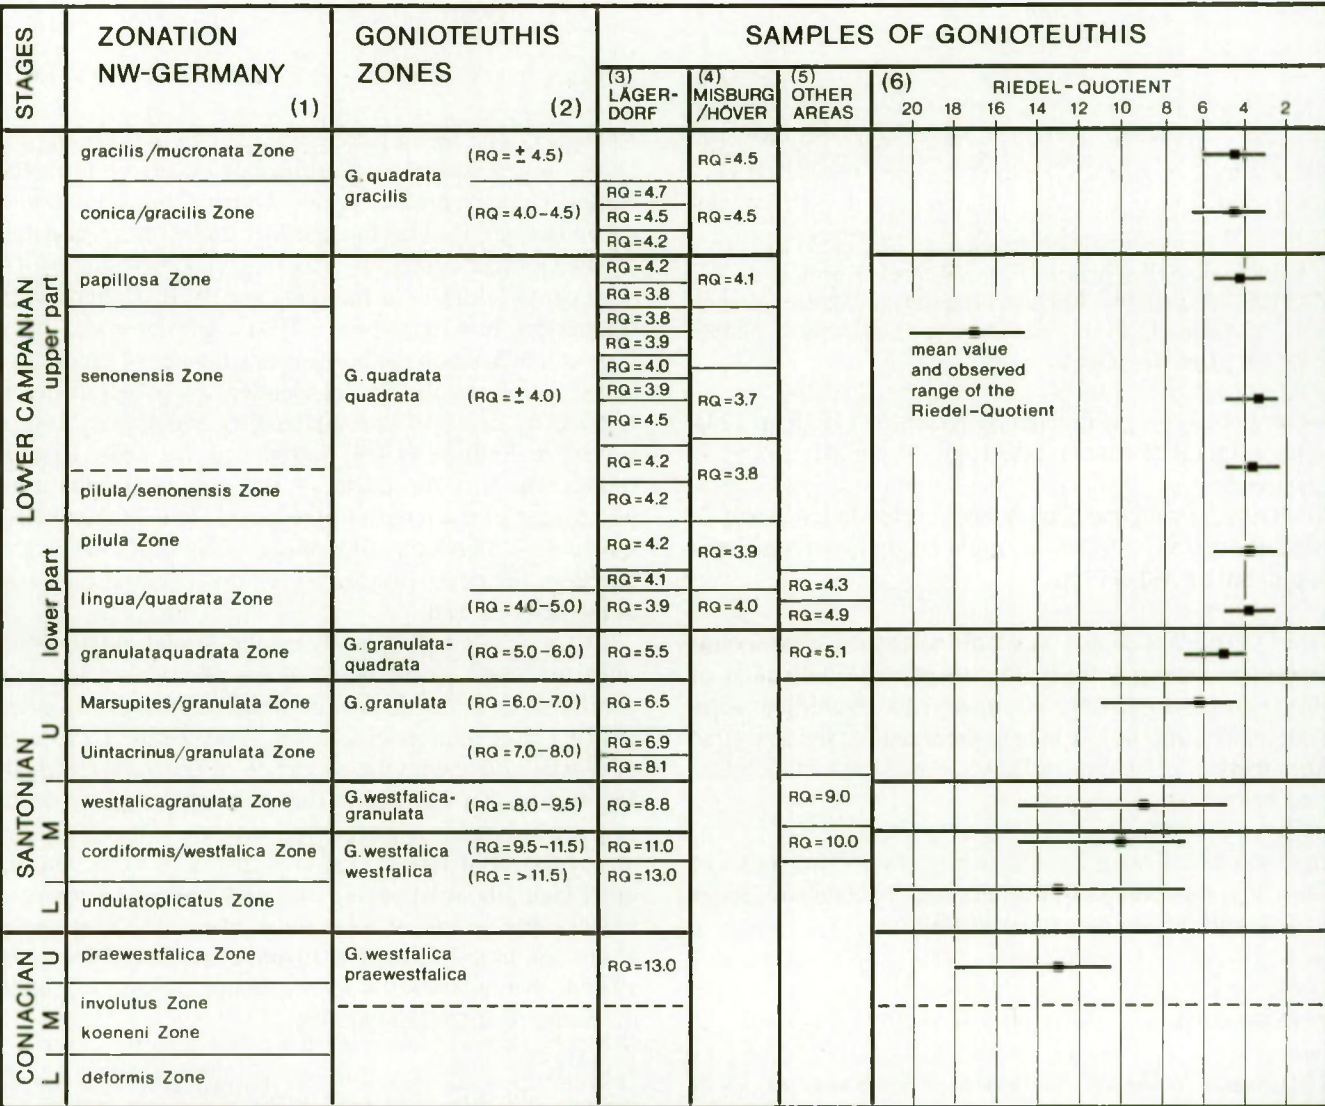 STAGES
ZONATION
NW-GERMANY
(1)
GONIOTEUTHIS
ZONES
(2)
SAMPLES OF GONIOTEUTHIS
(3)
LÄGER-
DORF
(4)
MISBURG
/HÖVER
(5)
OTHER
AREAS
(6)
RIEDEL-QUOTIENT
20 18 16 14 12 10 8 6 4 2
LOWER CAMPANIAN
upper part
lower part
gracilis/mucronata Zone
(RQ= ± 4.5)
RQ=4.5
G.quadrata
gracilis
conica/gracilis Zone
(RQ= 4.0-4.5)
RQ=4.7
RQ=4.5
RQ=4.2
RQ=4.5
papillosa Zone
RQ=4.2
RQ=3.8
RQ=4.1
senonensis Zone
G.quadrata
quadrata
(RQ= ± 4.0)
RQ=3.8
RQ=3.9
RQ=4.0
RQ=3.9
RQ=4.5
RQ=4.2
RQ=3.7
RQ=3.8
mean value
and observed
range of the
Riedel-Quotient
pilula/senonensis Zone
RQ=4.2
pilula Zone
RQ=4.2
RQ=3.9
lingua/quadrata Zone
(RQ= 4.0-5.0)
RQ=4.1
RQ=3.9
RQ=4.0
RQ=4.3
RQ=4.9
granulataquadrata Zone
G.granulata-
quadrata
(RQ=5.0-6.0)
RQ=5.5
RQ=5.1
SANTONIAN
L M U
Marsupites/granulata Zone
G.granulata
(RQ=6.0-7.0)
RQ=6.5
Uintacrinus/granulata Zone
(RQ=7.0-8.0)
RQ=6.9
RQ=8.1
westfalicagranulata Zone
G.westfalica-
granulata
(RQ=8.0-9.5)
RQ=8.8
RQ=9.0
cordiformis/westfalica Zone
G.westfalica
westfalica
(RQ=9.5-11.5)
(RQ= >11.5)
RQ=11.0
RQ=13.0
RQ=10.0
undulatoplicatus Zone
CONIACIAN
L M U
praewestfalica Zone
G.westfalica
praewestfalica
RQ=13.0
involutus Zone
koeneni Zone
deformis Zone